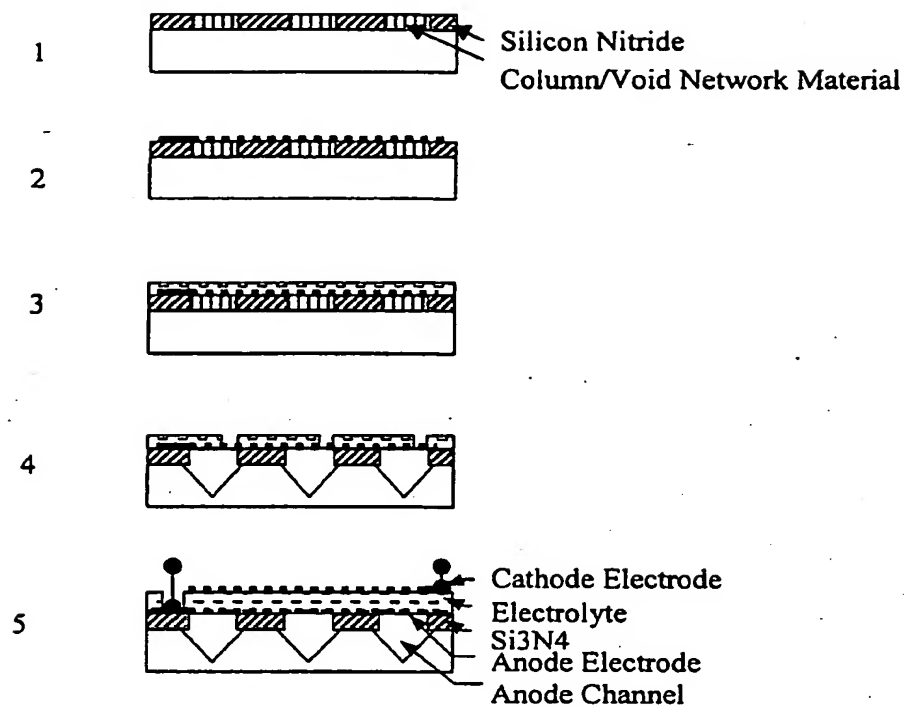 1
Silicon Nitride
Column/Void Network Material
2
3
4
5
Cathode Electrode
Electrolyte
Si3N4
Anode Electrode
Anode Channel